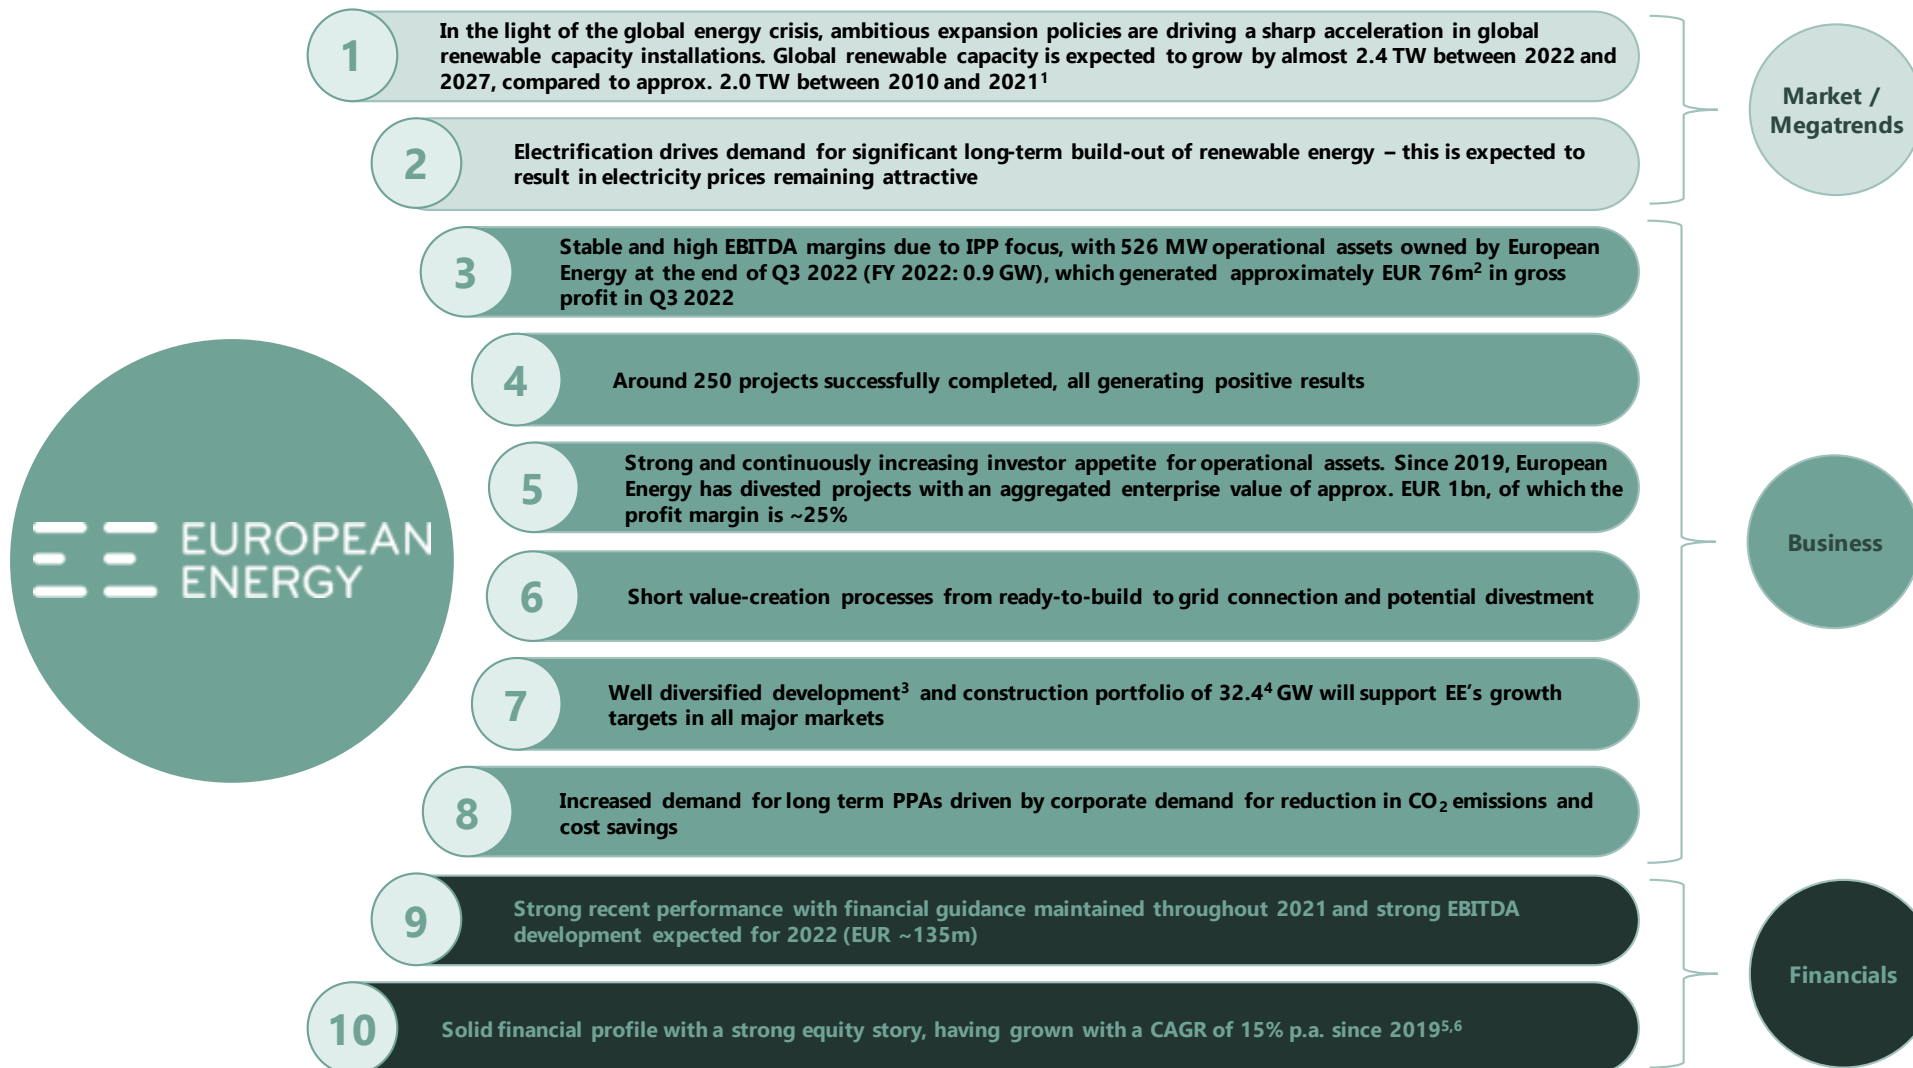 1
In the light of the global energy crisis, ambitious expansion policies are driving a sharp acceleration in global
renewable capacity installations. Global renewable capacity is expected to grow by almost 2.4 TW between 2022 and
2027, compared to approx. 2.0 TW between 2010 and 2021¹
Market /
Megatrends
2
Electrification drives demand for significant long-term build-out of renewable energy – this is expected to
result in electricity prices remaining attractive
3
Stable and high EBITDA margins due to IPP focus, with 526 MW operational assets owned by European
Energy at the end of Q3 2022 (FY 2022: 0.9 GW), which generated approximately EUR 76m² in gross
profit in Q3 2022
4
Around 250 projects successfully completed, all generating positive results
5
Strong and continuously increasing investor appetite for operational assets. Since 2019, European
Energy has divested projects with an aggregated enterprise value of approx. EUR 1bn, of which the
profit margin is ~25%
EUROPEAN
ENERGY
Business
6
Short value-creation processes from ready-to-build to grid connection and potential divestment
7
Well diversified development³ and construction portfolio of 32.4⁴ GW will support EE’s growth
targets in all major markets
8
Increased demand for long term PPAs driven by corporate demand for reduction in CO₂ emissions and
cost savings
9
Strong recent performance with financial guidance maintained throughout 2021 and strong EBITDA
development expected for 2022 (EUR ~135m)
Financials
10
Solid financial profile with a strong equity story, having grown with a CAGR of 15% p.a. since 2019⁵,⁶